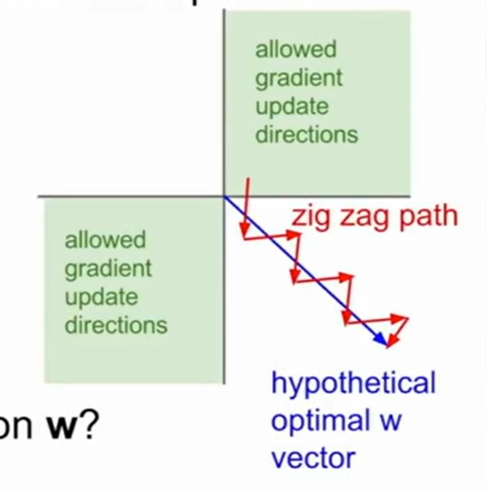 allowed
gradient
update
directions
zig zag path
allowed
gradient
update
directions
hypothetical
optimal w
vector
on w?